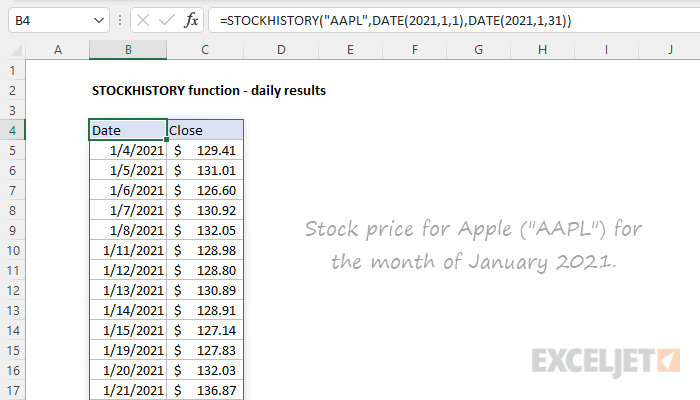 B4 fx =STOCKHISTORY("AAPL",DATE(2021,1,1),DATE(2021,1,31))
A B C D E F G H I J
1
2 STOCKHISTORY function - daily results
3
4 Date Close
5 1/4/2021 $ 129.41
6 1/5/2021 $ 131.01
7 1/6/2021 $ 126.60
8 1/7/2021 $ 130.92
9 1/8/2021 $ 132.05
10 1/11/2021 $ 128.98
11 1/12/2021 $ 128.80
12 1/13/2021 $ 130.89
13 1/14/2021 $ 128.91
14 1/15/2021 $ 127.14
15 1/19/2021 $ 127.83
16 1/20/2021 $ 132.03
17 1/21/2021 $ 136.87
Stock price for Apple ("AAPL") for
the month of January 2021.
EXCELJET